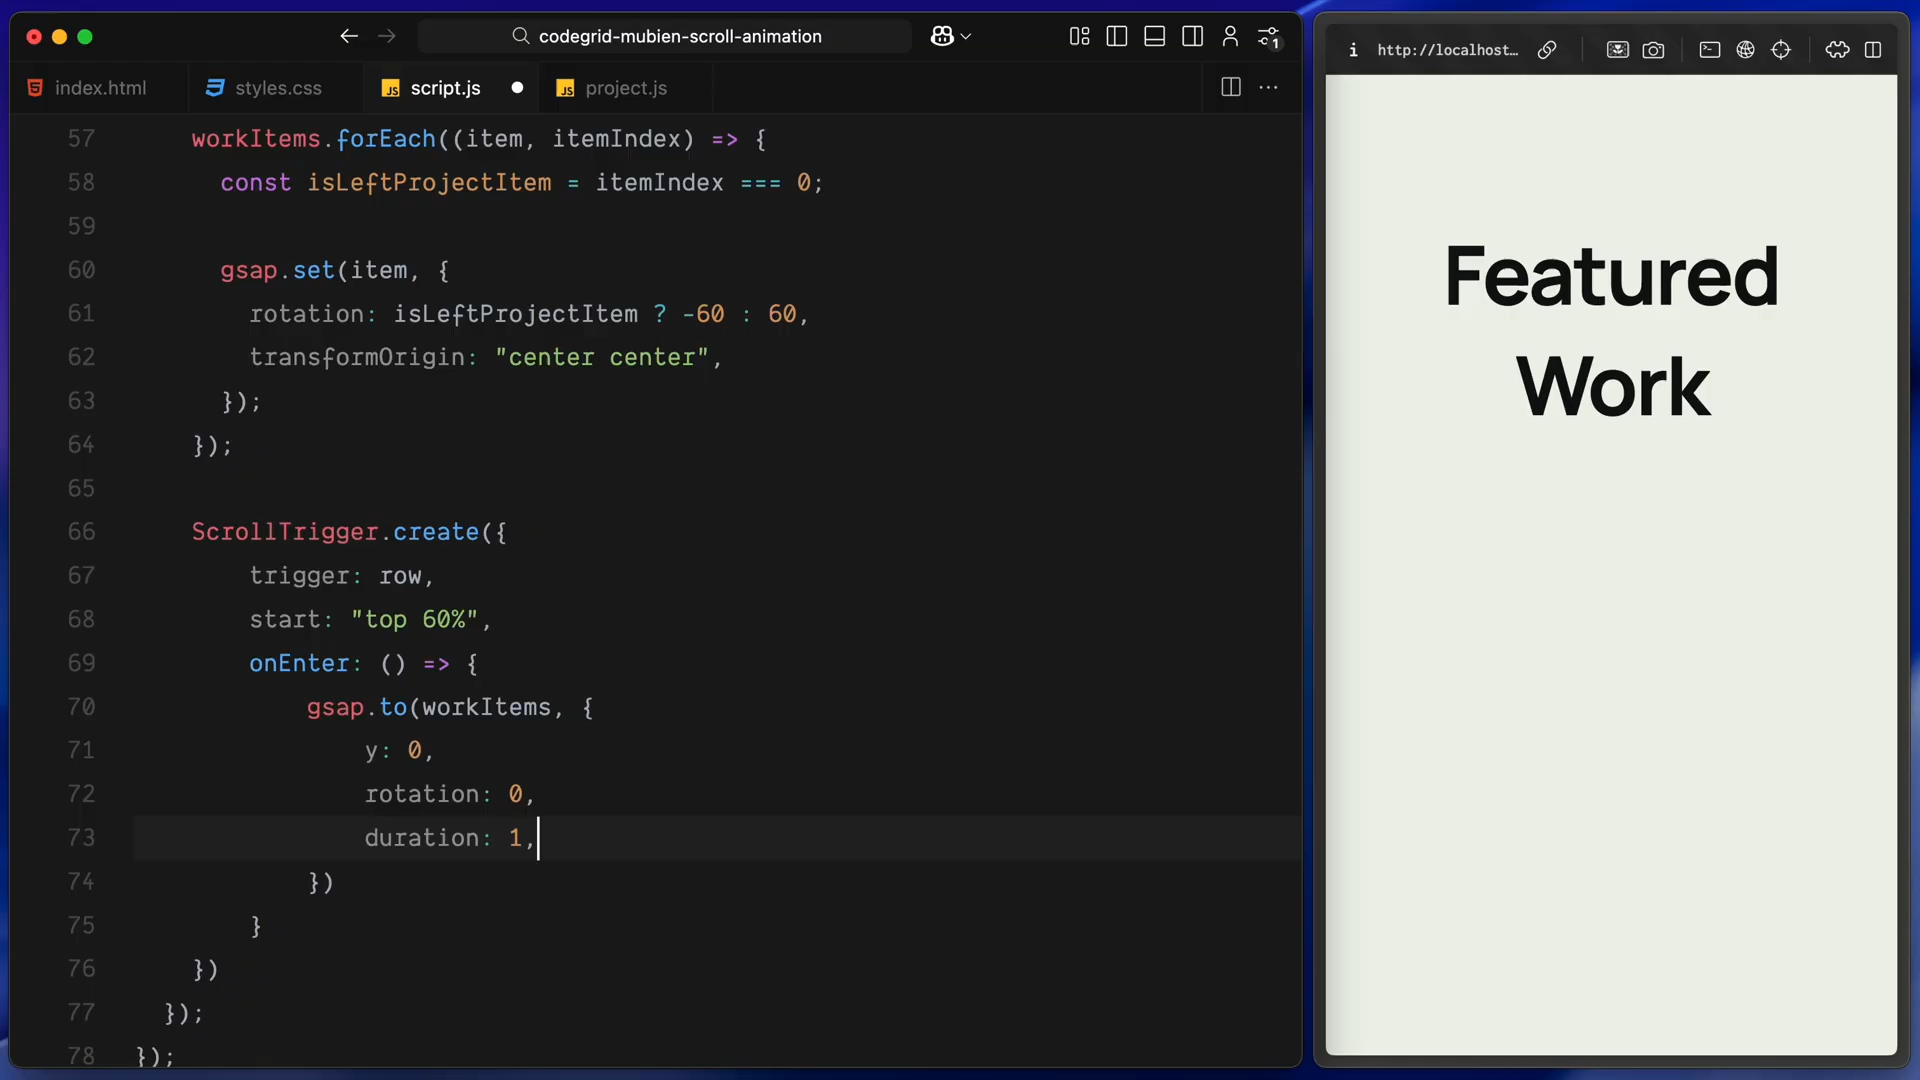 codegrid-mubien-scroll-animation
1
index.html
styles.css
JS script.js
JS project.js
57 workItems.forEach((item, itemIndex) => {
58 const isLeftProjectItem = itemIndex === 0;
59
60 gsap.set(item, {
61 rotation: isLeftProjectItem ? -60 : 60,
62 transformOrigin: "center center",
63 });
64 });
65
66 ScrollTrigger.create({
67 trigger: row,
68 start: "top 60%",
69 onEnter: () => {
70 gsap.to(workItems, {
71 y: 0,
72 rotation: 0,
73 duration: 1,
74 })
75 }
76 })
77 });
78 });
http://localhost…
Featured
Work